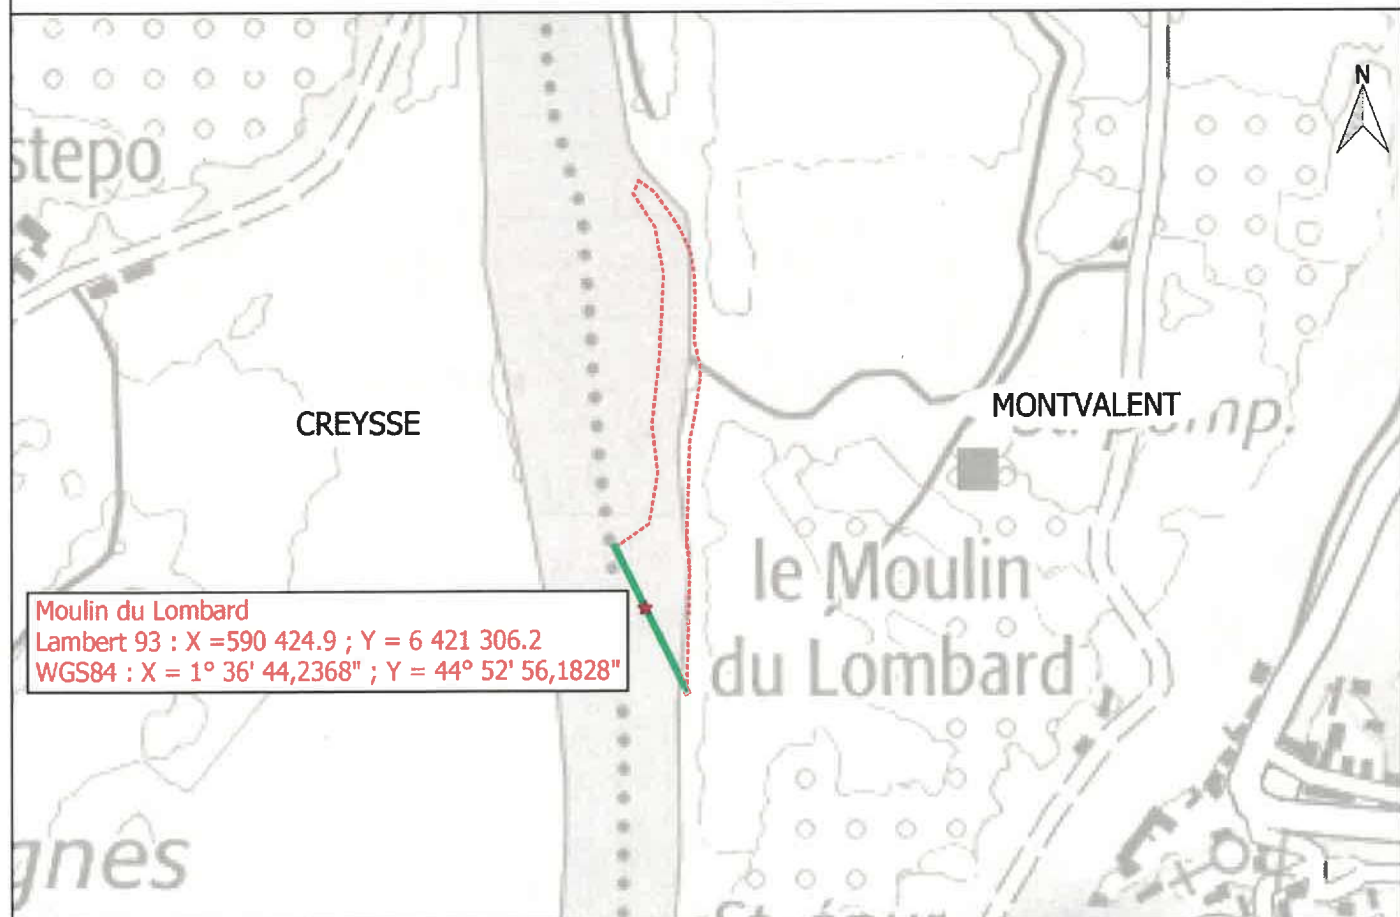 N
stepo
CREYSSE
MONTVALENT
le Moulin
du Lombard
Moulin du Lombard
Lambert 93 : X =590 424.9 ; Y = 6 421 306.2
WGS84 : X = 1° 36' 44,2368" ; Y = 44° 52' 56,1828"
gnes